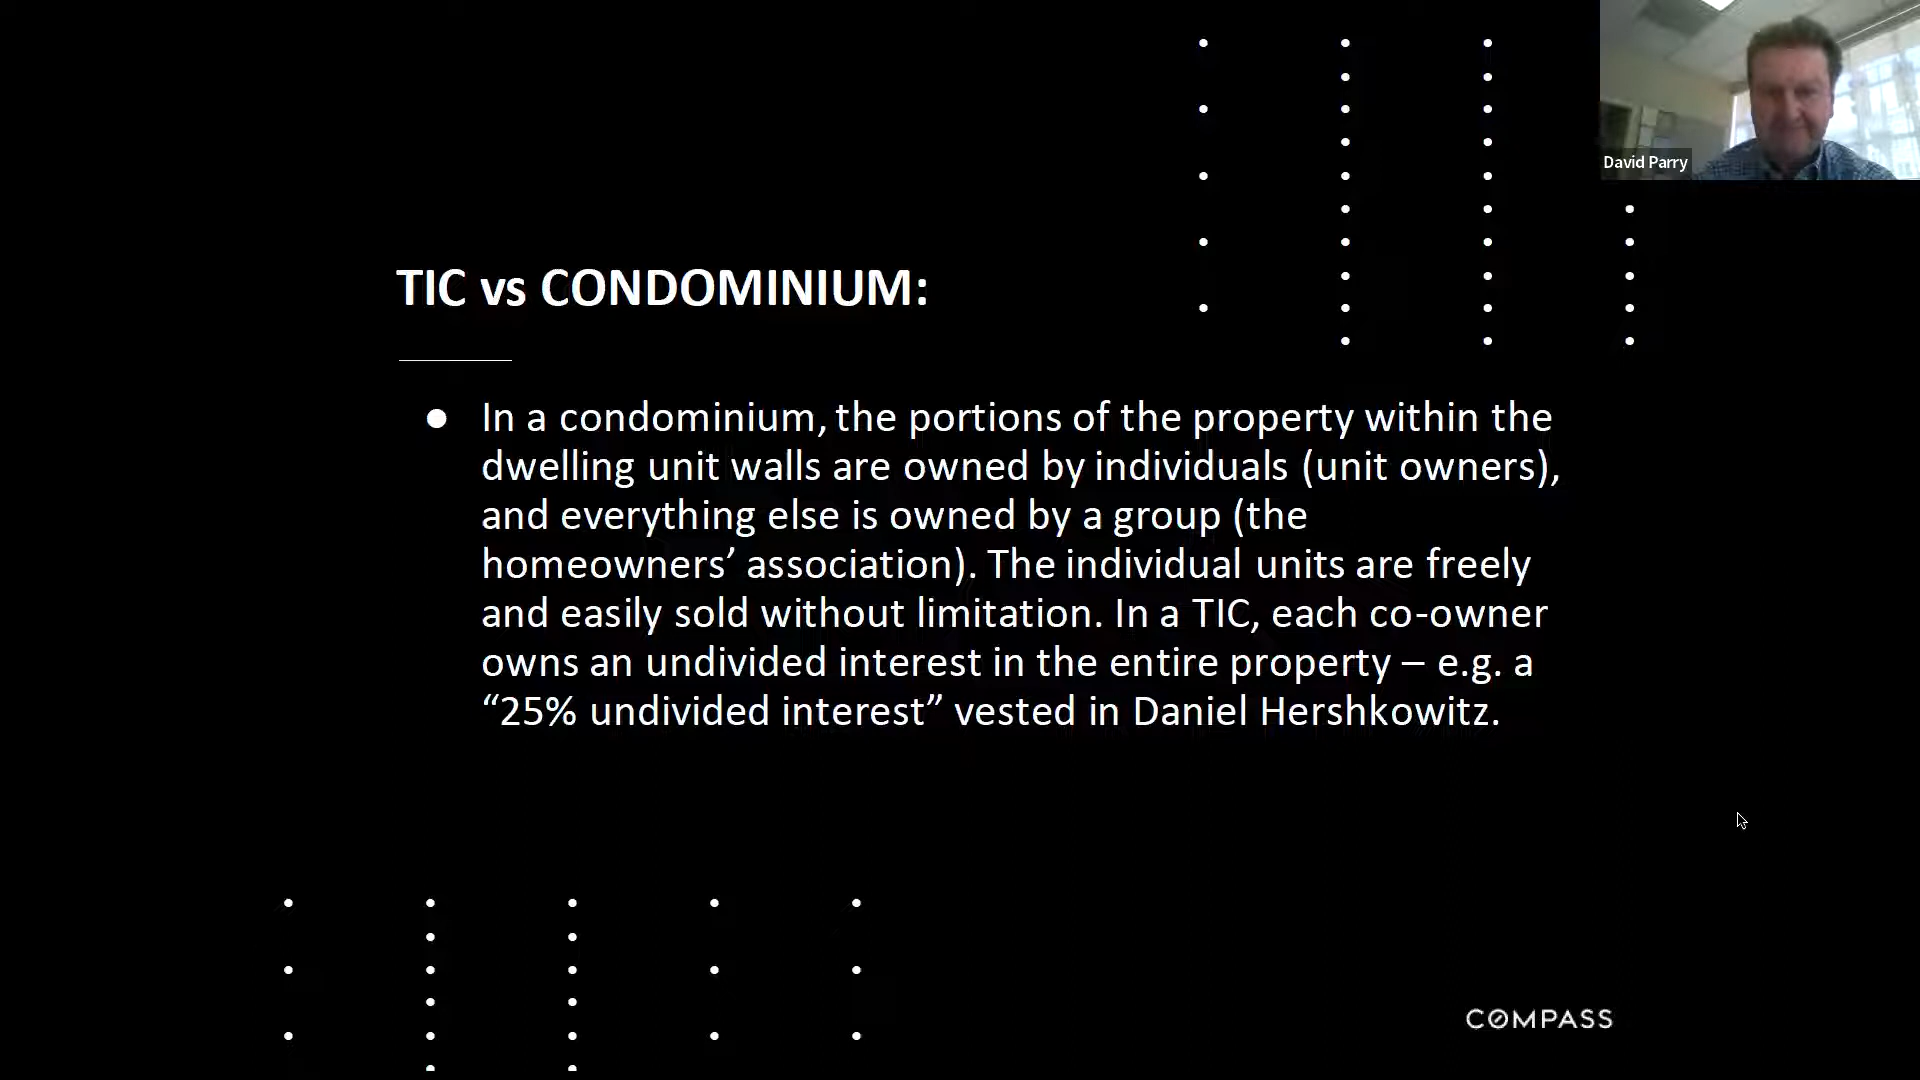 David Parry
TIC vs CONDOMINIUM:
● In a condominium, the portions of the property within the
dwelling unit walls are owned by individuals (unit owners),
and everything else is owned by a group (the
homeowners’ association). The individual units are freely
and easily sold without limitation. In a TIC, each co-owner
owns an undivided interest in the entire property – e.g. a
“25% undivided interest” vested in Daniel Hershkowitz.
COMPASS